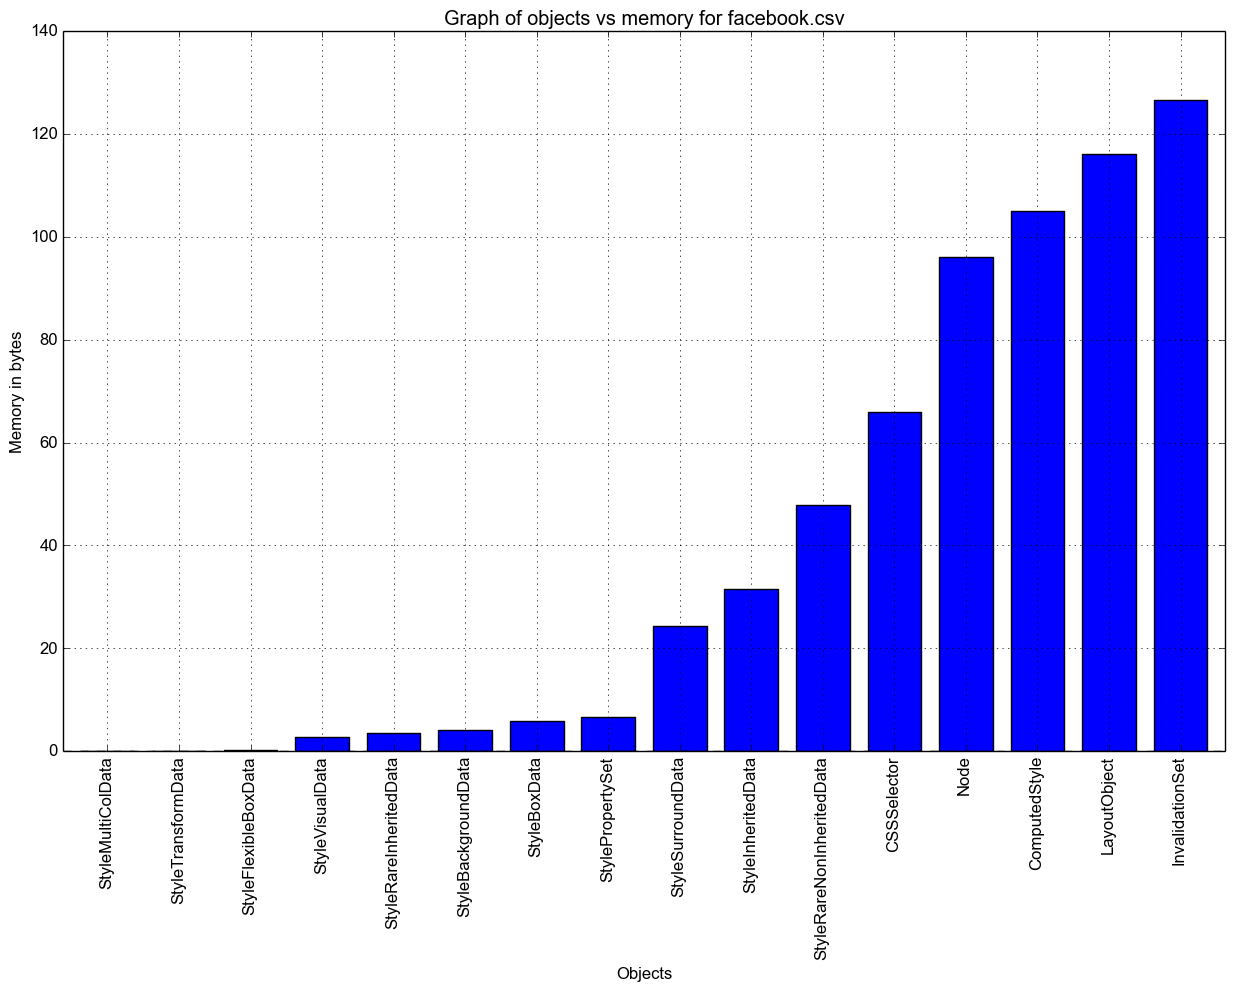 Graph of objects vs memory for facebook.csv
140
120
100
80
60
40
20
0
Memory in bytes
StyleMultiColData
StyleTransformData
StyleFlexibleBoxData
StyleVisualData
StyleRareInheritedData
StyleBackgroundData
StyleBoxData
StylePropertySet
StyleSurroundData
StyleInheritedData
StyleRareNonInheritedData
CSSSelector
Node
ComputedStyle
LayoutObject
InvalidationSet
Objects